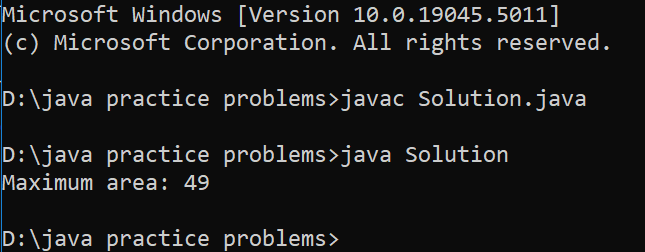 Microsoft Windows [Version 10.0.19045.5011]
(c) Microsoft Corporation. All rights reserved.
D:\java practice problems>javac Solution.java
D:\java practice problems>java Solution
Maximum area: 49
D:\java practice problems>